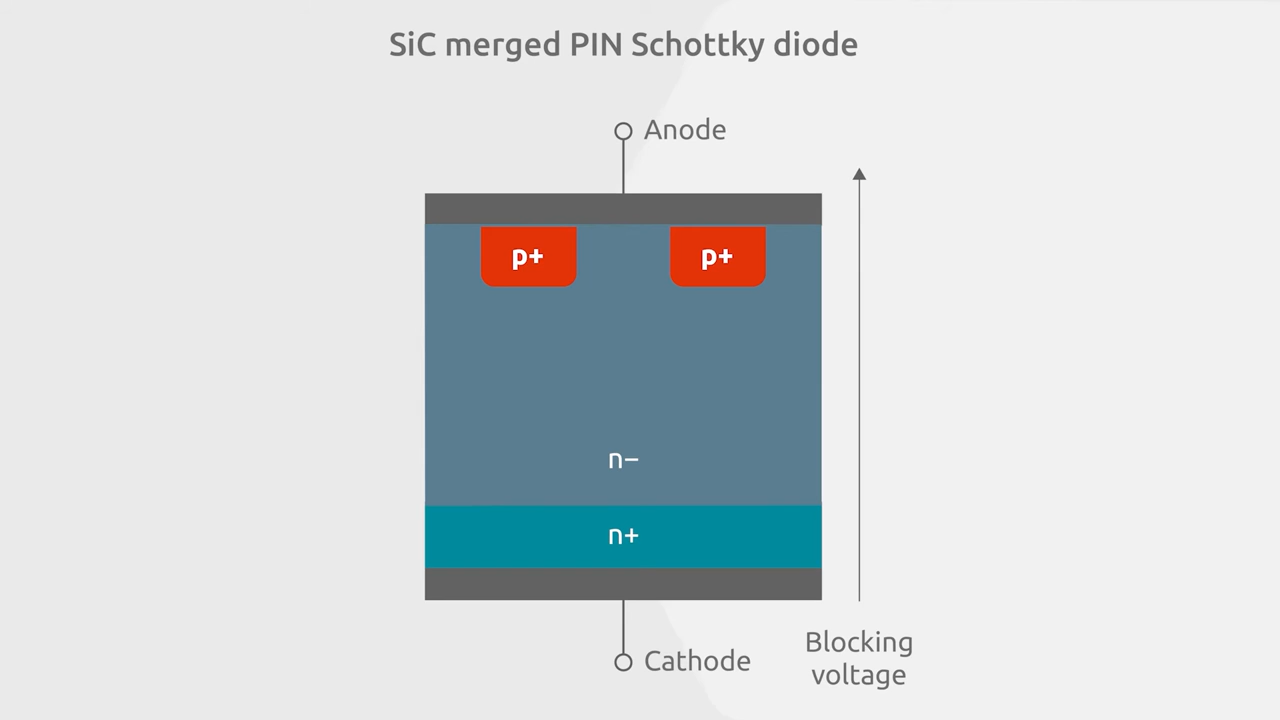 SiC merged PIN Schottky diode
Anode
p+
p+
n–
n+
Cathode
Blocking
voltage